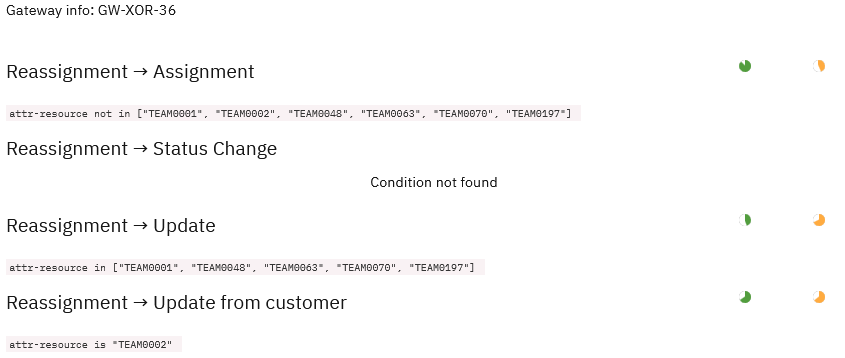 Gateway info: GW-XOR-36
Reassignment → Assignment
attr-resource not in ["TEAM0001", "TEAM0002", "TEAM0048", "TEAM0063", "TEAM0070", "TEAM0197"]
Reassignment → Status Change
Condition not found
Reassignment → Update
attr-resource in ["TEAM0001", "TEAM0048", "TEAM0063", "TEAM0070", "TEAM0197"]
Reassignment → Update from customer
attr-resource is "TEAM0002"